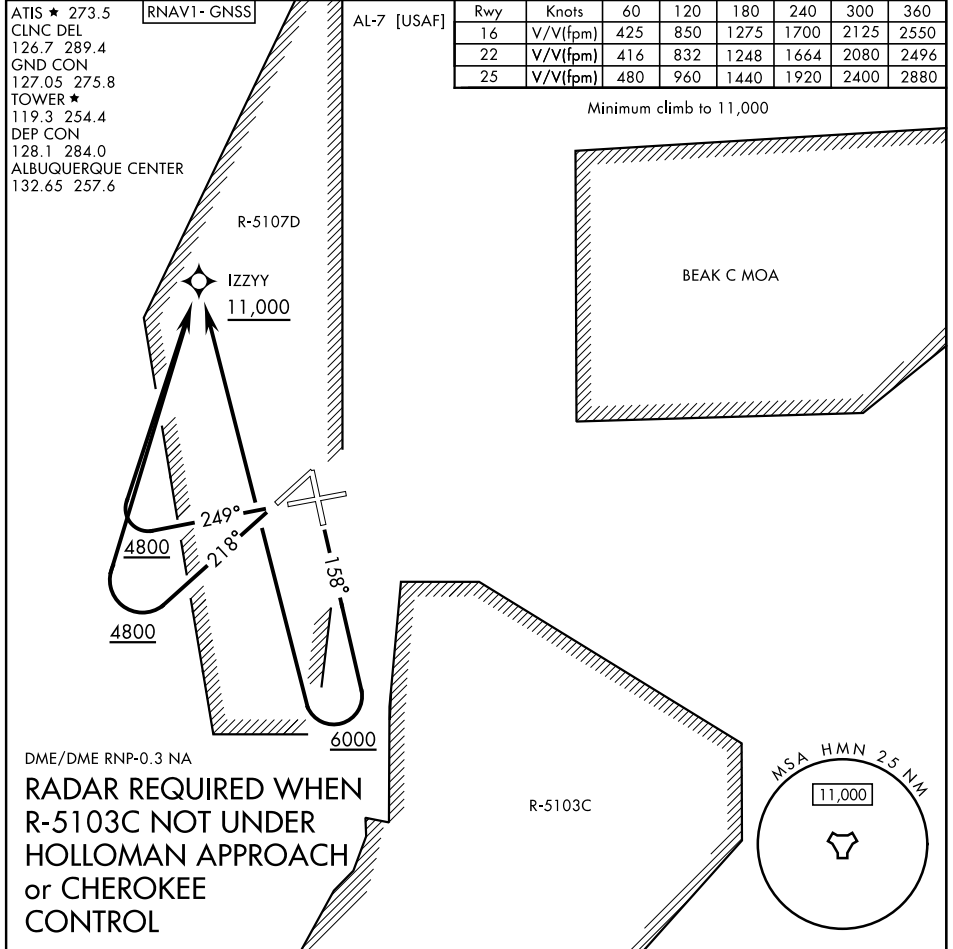 ATIS ★ 273.5
CLNC DEL
126.7 289.4
GND CON
127.05 275.8
TOWER ★
119.3 254.4
DEP CON
128.1 284.0
ALBUQUERQUE CENTER
132.65 257.6
RNAV1- GNSS
AL-7 [USAF]
Rwy Knots 60 120 180 240 300 360
16 V/V(fpm) 425 850 1275 1700 2125 2550
22 V/V(fpm) 416 832 1248 1664 2080 2496
25 V/V(fpm) 480 960 1440 1920 2400 2880
Minimum climb to 11,000
R-5107D
IZZYY
11,000
BEAK C MOA
249°
4800
218°
158°
4800
6000
DME/DME RNP-0.3 NA
RADAR REQUIRED WHEN
R-5103C NOT UNDER
HOLLOMAN APPROACH
or CHEROKEE
CONTROL
R-5103C
MSA HMN 25 NM
11,000